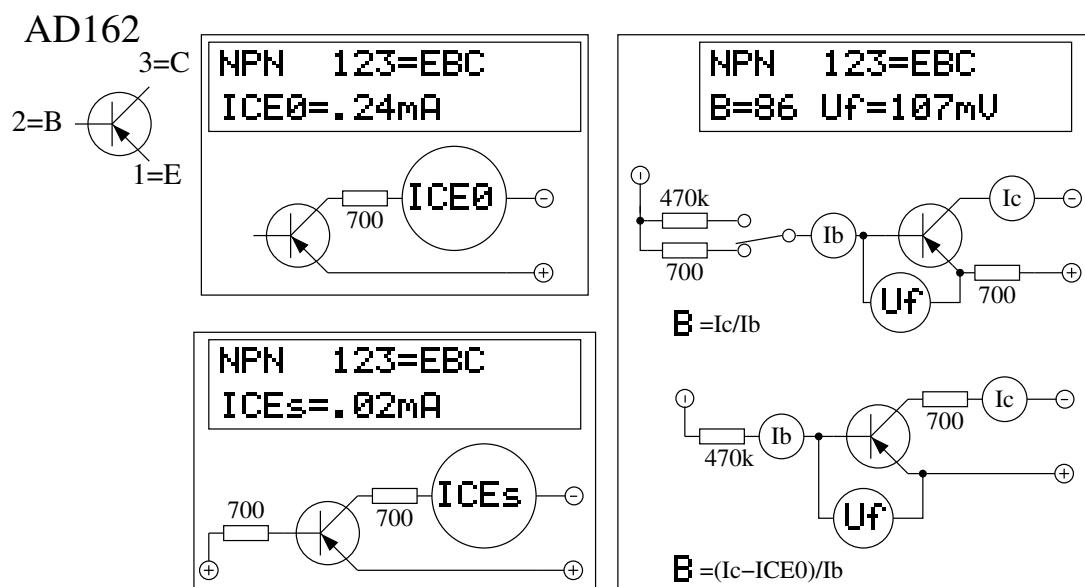 AD162
3=C
2=B
1=E
NPN 123=EBC
ICE0=.24mA
ICE0
700
−
+
NPN 123=EBC
ICEs=.02mA
ICEs
700
700
−
+
+
NPN 123=EBC
B=86 Uf=107mV
−
470k
700
Ib
Ic
−
Uf
700
+
B =Ic/Ib
−
470k
Ib
700
Ic
−
+
Uf
B =(Ic−ICE0)/Ib